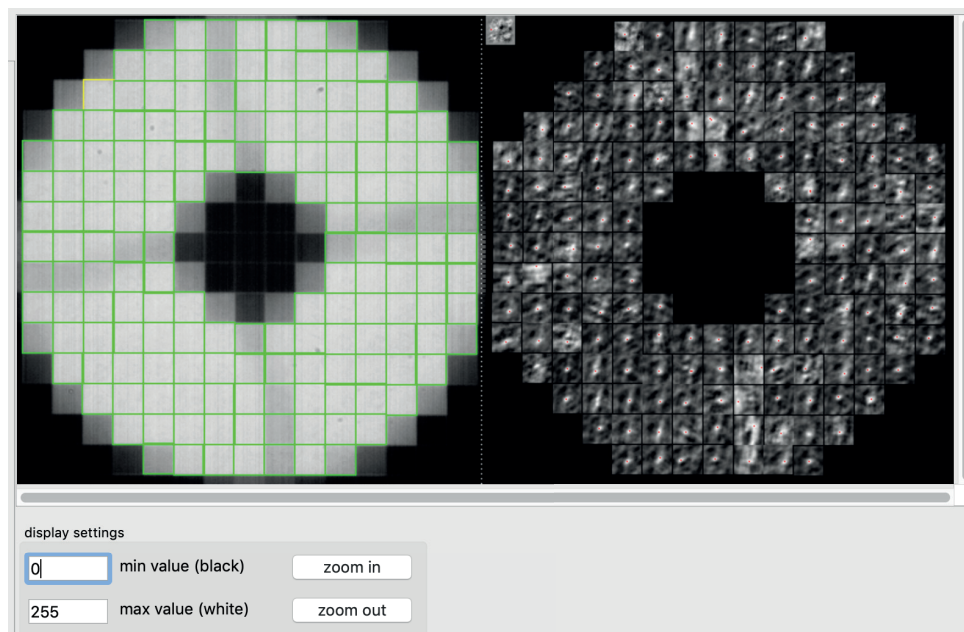 display settings
0 min value (black) zoom in
255 max value (white) zoom out